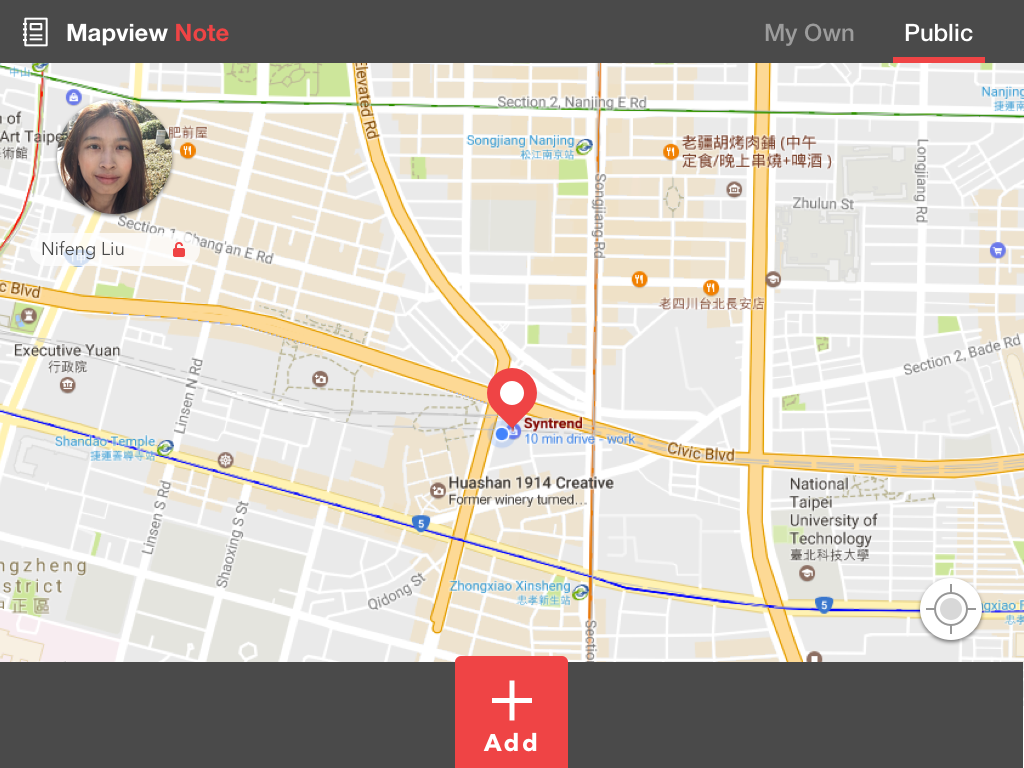 Mapview Note
My Own
Public
中山
Elevated Rd
Section 2, Nanjing E Rd
Nanjing
捷運南
n of
Art Taipe
術館
肥前屋
Songjiang Nanjing
松江南京站
老疆胡烤肉鋪 (中午
定食/晚上串燒+啤酒 )
Longjiang Rd
Songjiang Rd
Zhulun St
Section 1, Chang'an E Rd
Nifeng Liu
c Blvd
老四川台北長安店
Executive Yuan
行政院
Linsen N Rd
Section 2, Bade Rd
Syntrend
10 min drive - work
Shandao Temple
捷運善導寺站
Civic Blvd
Huashan 1914 Creative
Former winery turned...
National
Taipei
University of
Technology
臺北科技大學
Linsen S Rd
Shaoxing S St
5
ngzheng
strict
中正區
Qidong St
Zhongxiao Xinsheng
忠孝新生站
5
ngxiao F
忠孝
Section
Add